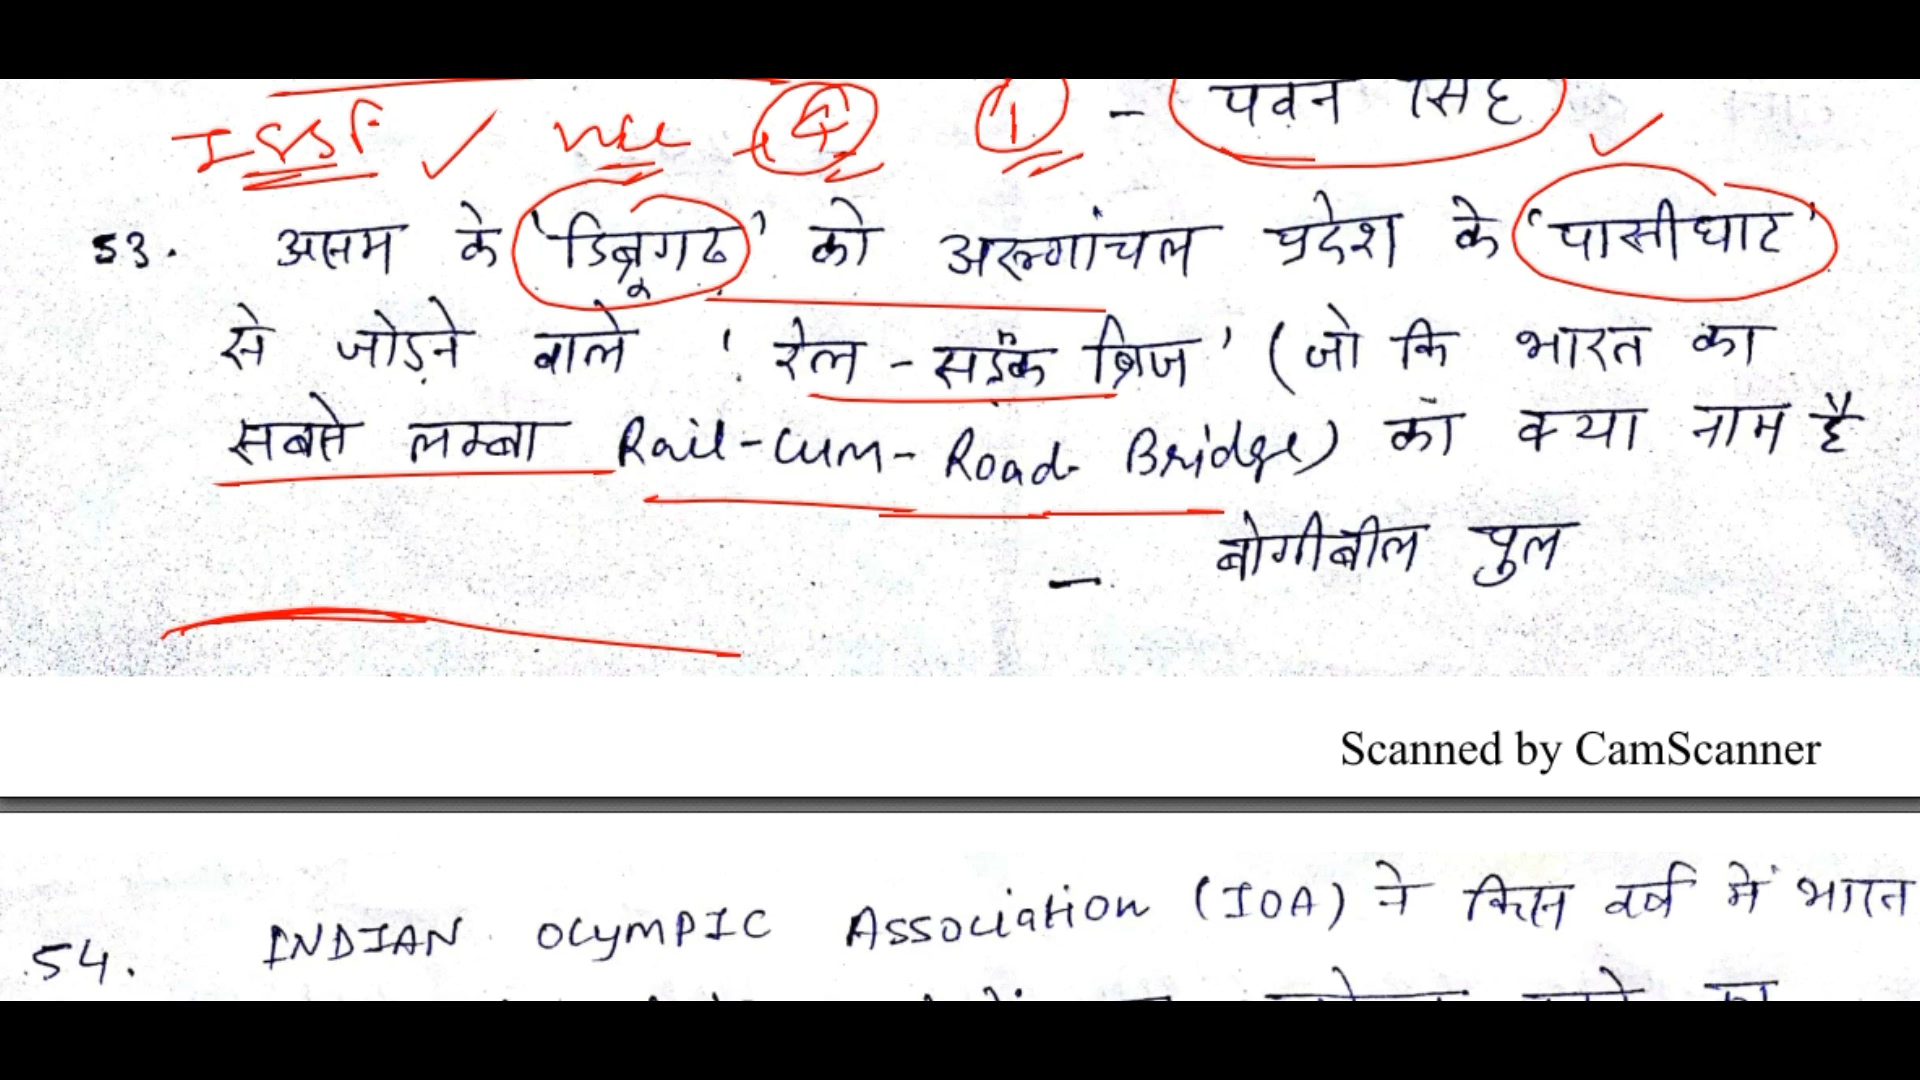 ISSF ④ ① - पवन सिंह
53. असम के 'डिब्रूगढ' को अरूणांचल प्रदेश के 'पासीघाट'
से जोड़ने वाले 'रेल - सड़क ब्रिज' (जो कि भारत का
सबसे लम्बा Rail-Cum-Road Bridge) का क्या नाम है
- बोगीबील पुल
Scanned by CamScanner
54. INDIAN OLYMPIC Association (IOA) ने किस वर्ष में भारत